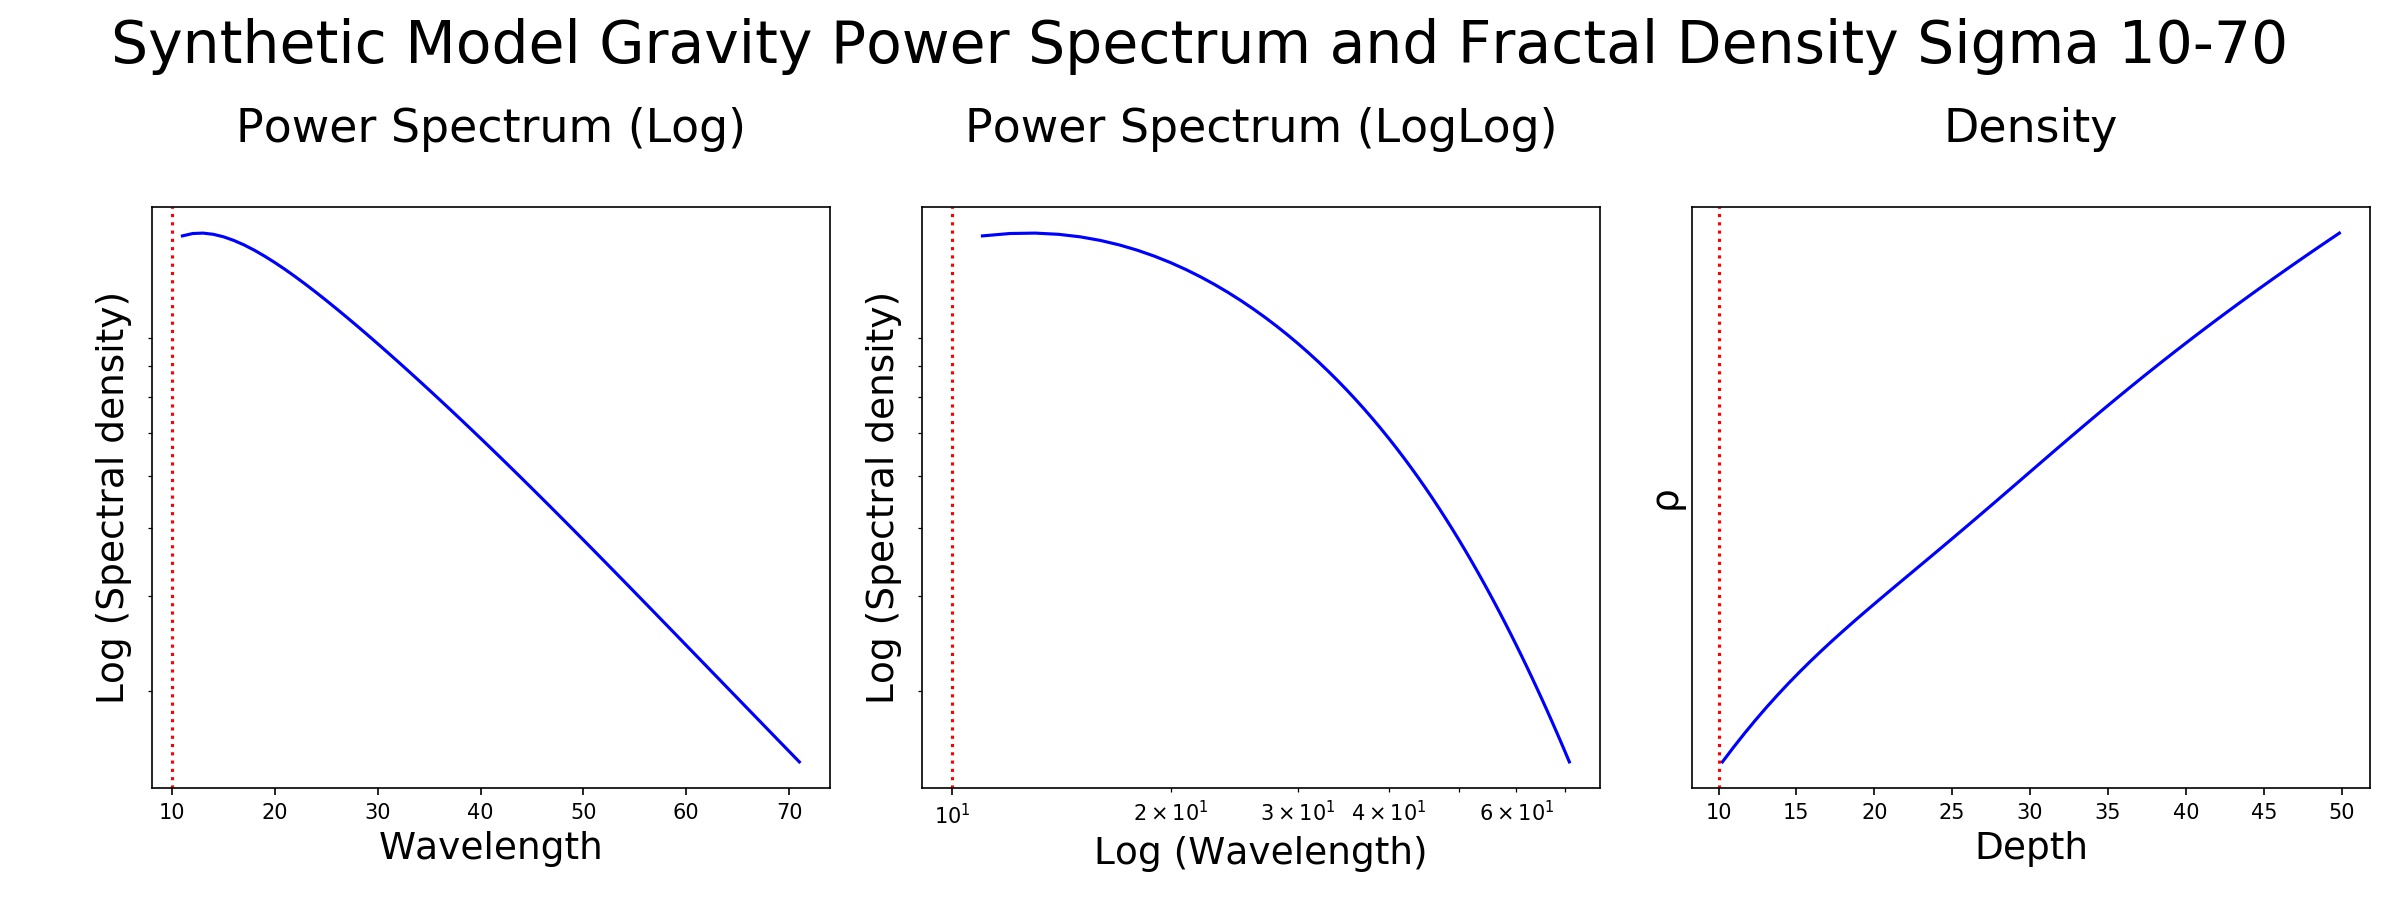 Synthetic Model Gravity Power Spectrum and Fractal Density Sigma 10-70
Power Spectrum (Log)
Log (Spectral density)
10 20 30 40 50 60 70
Wavelength
Power Spectrum (LogLog)
Log (Spectral density)
10¹ 2 × 10¹ 3 × 10¹ 4 × 10¹ 6 × 10¹
Log (Wavelength)
Density
ρ
10 15 20 25 30 35 40 45 50
Depth